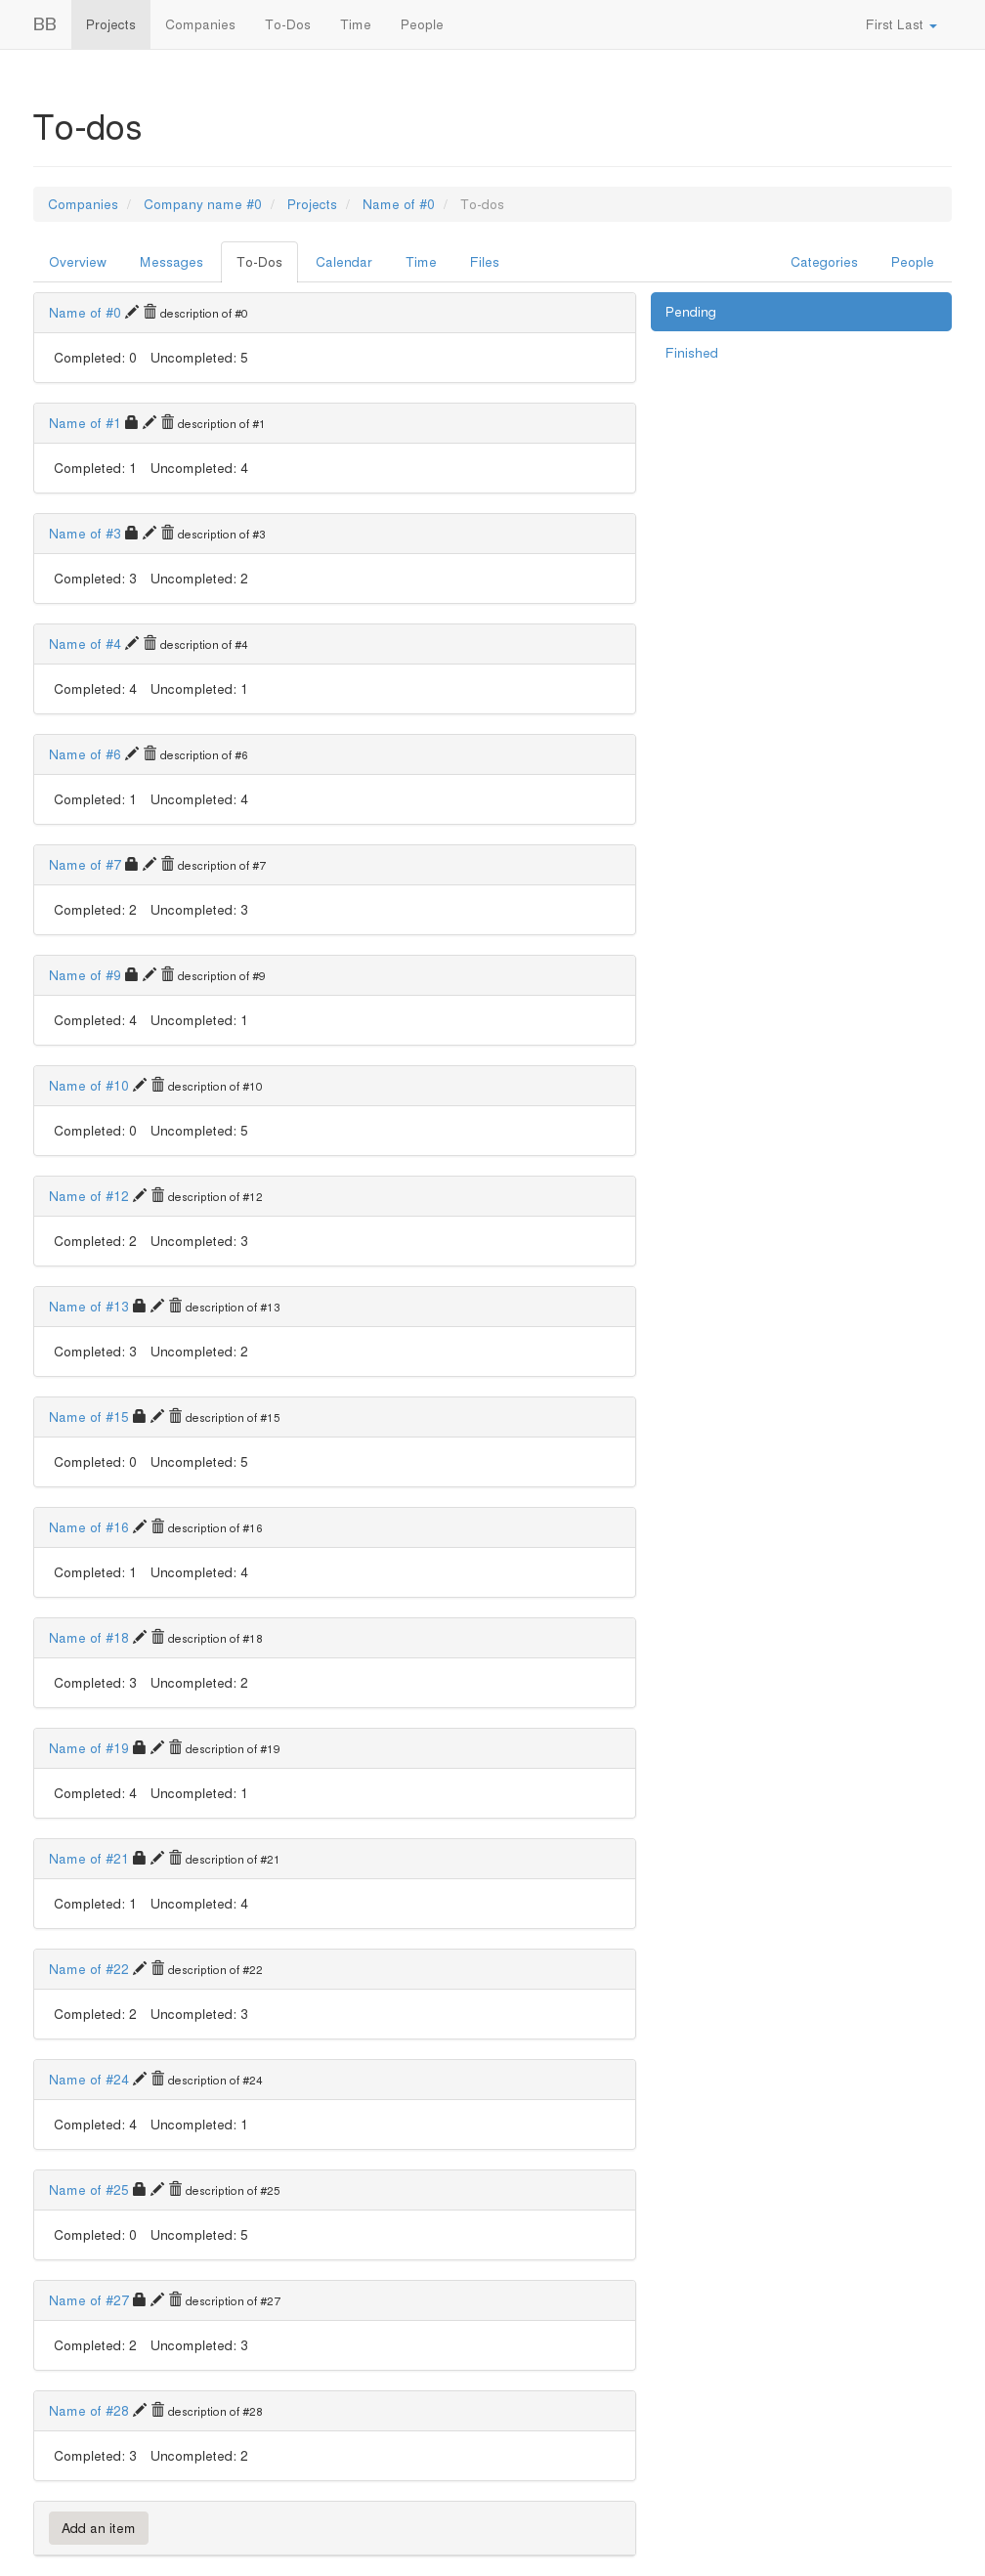 BB Projects Companies To-Dos Time People First Last
To-dos
Companies / Company name #0 / Projects / Name of #0 / To-dos
Overview Messages To-Dos Calendar Time Files Categories People
Name of #0 description of #0
Pending
Completed: 0 Uncompleted: 5
Finished
Name of #1 description of #1
Completed: 1 Uncompleted: 4
Name of #3 description of #3
Completed: 3 Uncompleted: 2
Name of #4 description of #4
Completed: 4 Uncompleted: 1
Name of #6 description of #6
Completed: 1 Uncompleted: 4
Name of #7 description of #7
Completed: 2 Uncompleted: 3
Name of #9 description of #9
Completed: 4 Uncompleted: 1
Name of #10 description of #10
Completed: 0 Uncompleted: 5
Name of #12 description of #12
Completed: 2 Uncompleted: 3
Name of #13 description of #13
Completed: 3 Uncompleted: 2
Name of #15 description of #15
Completed: 0 Uncompleted: 5
Name of #16 description of #16
Completed: 1 Uncompleted: 4
Name of #18 description of #18
Completed: 3 Uncompleted: 2
Name of #19 description of #19
Completed: 4 Uncompleted: 1
Name of #21 description of #21
Completed: 1 Uncompleted: 4
Name of #22 description of #22
Completed: 2 Uncompleted: 3
Name of #24 description of #24
Completed: 4 Uncompleted: 1
Name of #25 description of #25
Completed: 0 Uncompleted: 5
Name of #27 description of #27
Completed: 2 Uncompleted: 3
Name of #28 description of #28
Completed: 3 Uncompleted: 2
Add an item